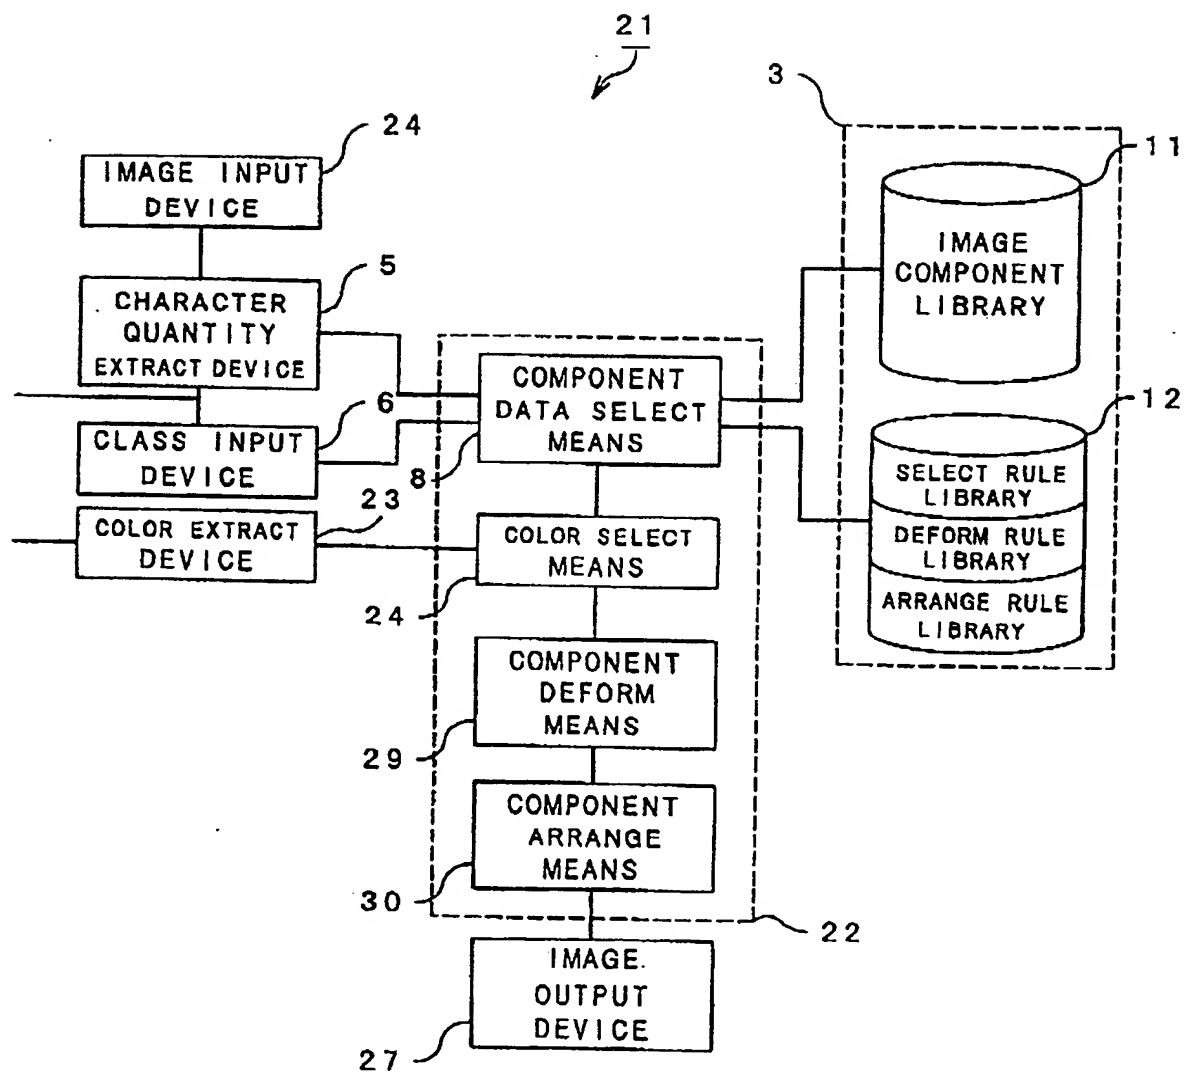 21
3
24
IMAGE INPUT
DEVICE
11
IMAGE
COMPONENT
LIBRARY
5
CHARACTER
QUANTITY
EXTRACT DEVICE
COMPONENT
DATA SELECT
MEANS
8
6
CLASS INPUT
DEVICE
12
SELECT RULE
LIBRARY
DEFORM RULE
LIBRARY
ARRANGE RULE
LIBRARY
23
COLOR EXTRACT
DEVICE
COLOR SELECT
MEANS
24
COMPONENT
DEFORM
MEANS
29
COMPONENT
ARRANGE
MEANS
30
22
IMAGE
OUTPUT
DEVICE
27